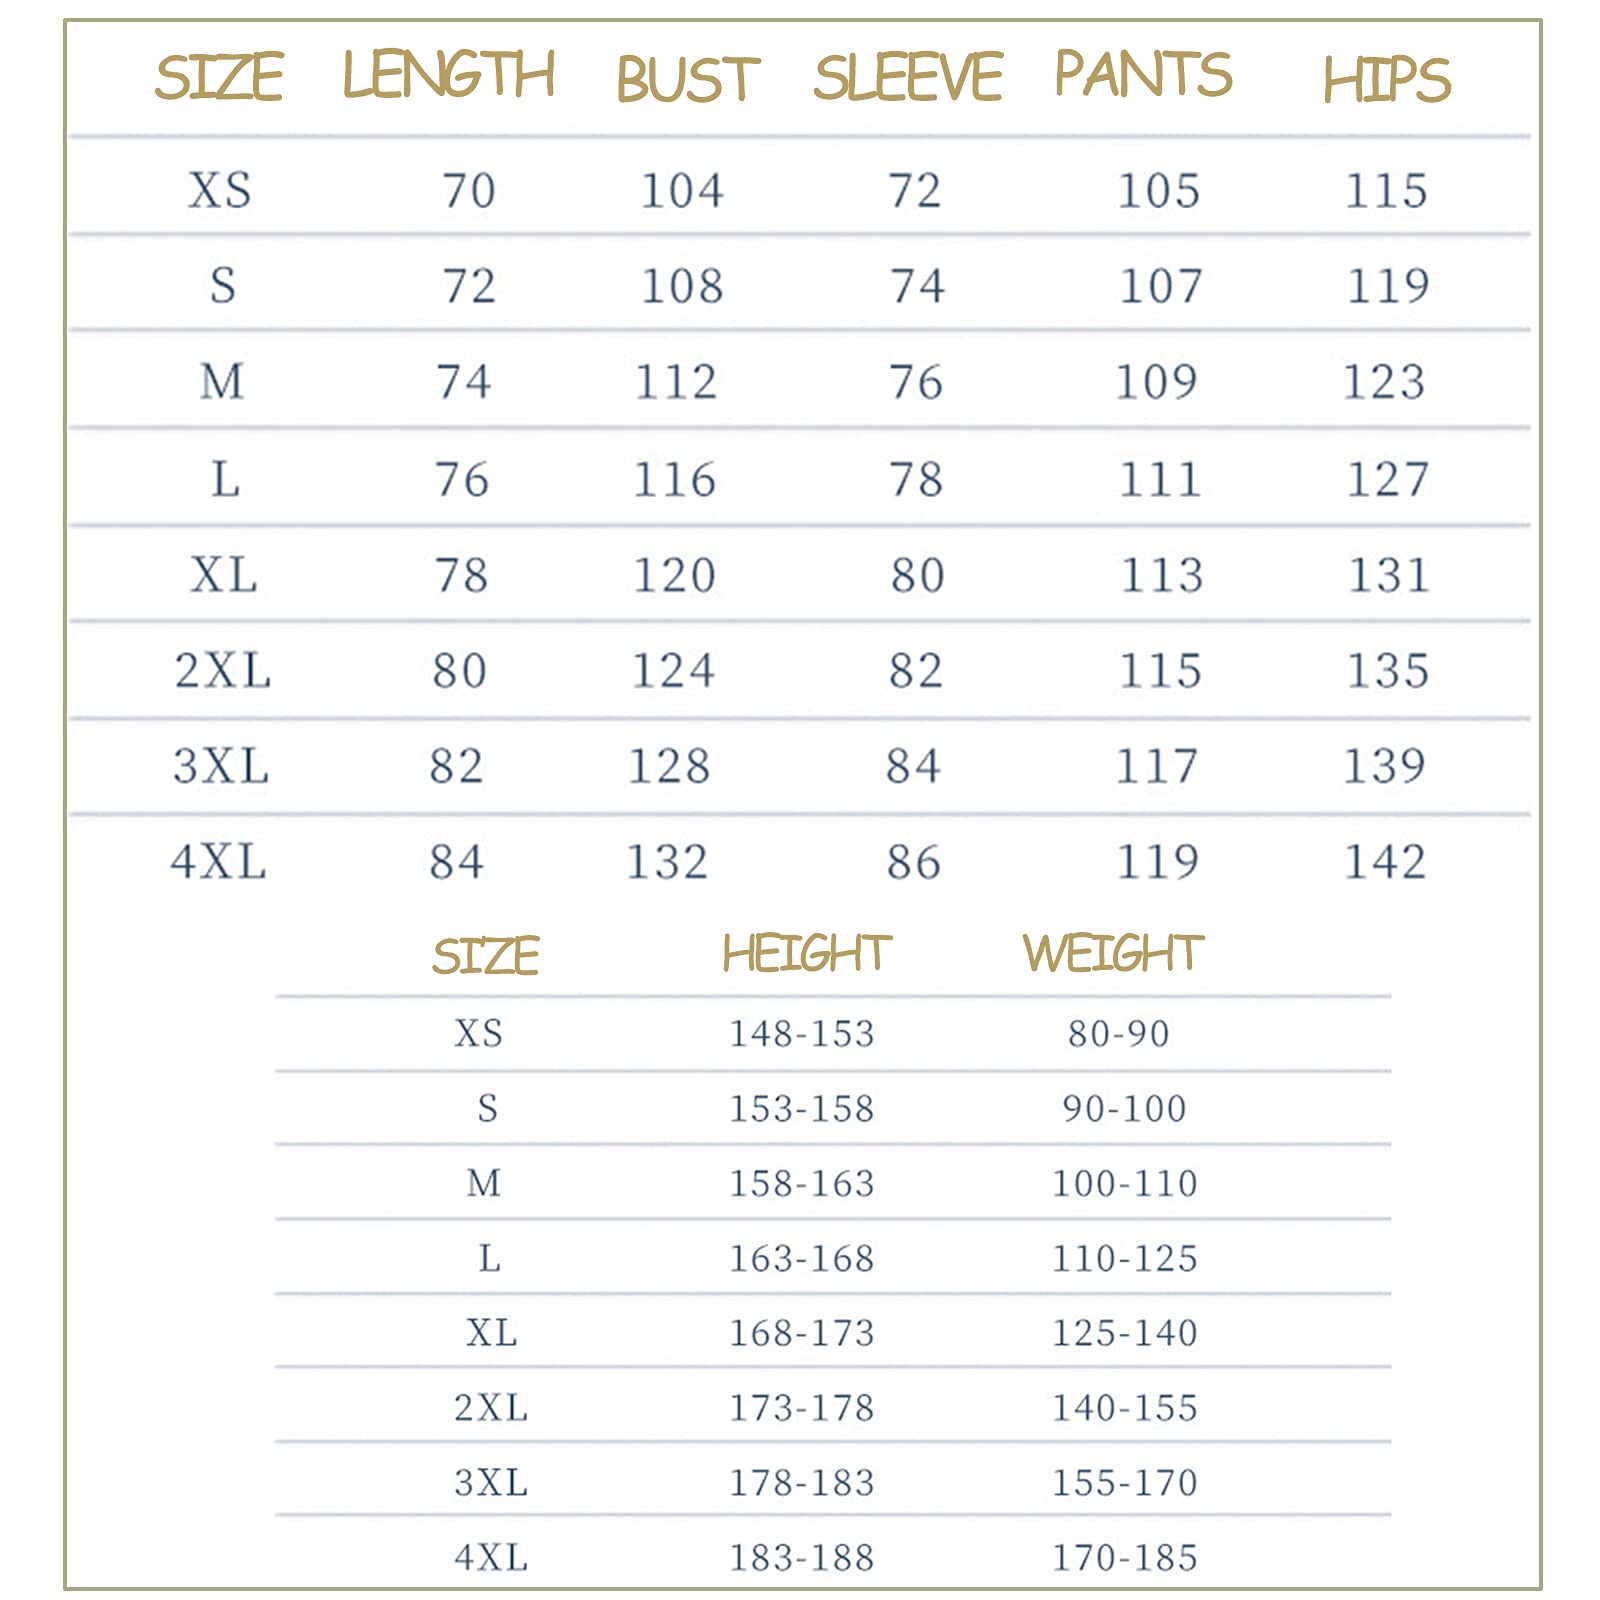 SIZE LENGTH BUST SLEEVE PANTS HIPS
XS 70 104 72 105 115
S 72 108 74 107 119
M 74 112 76 109 123
L 76 116 78 111 127
XL 78 120 80 113 131
2XL 80 124 82 115 135
3XL 82 128 84 117 139
4XL 84 132 86 119 142
SIZE HEIGHT WEIGHT
XS 148-153 80-90
S 153-158 90-100
M 158-163 100-110
L 163-168 110-125
XL 168-173 125-140
2XL 173-178 140-155
3XL 178-183 155-170
4XL 183-188 170-185